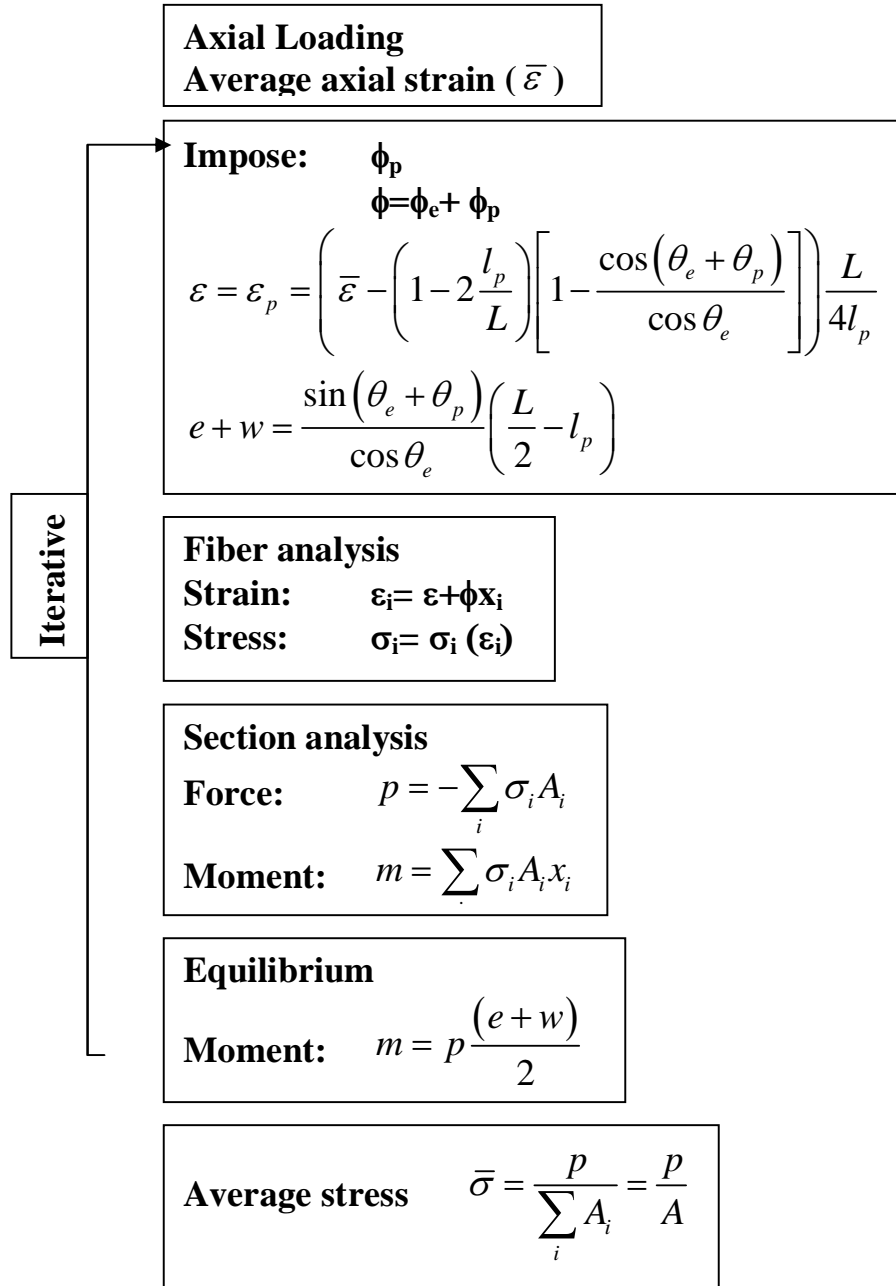 Axial Loading
Average axial strain ( ε̅ )
Impose: ϕₚ
ϕ=ϕₑ+ ϕₚ
ε = εₚ = ( ε̅ − (1 − 2 lₚ/L) [1 − cos(θₑ + θₚ)/cos θₑ] ) L/4lₚ
e + w = sin(θₑ + θₚ)/cos θₑ (L/2 − lₚ)
Iterative
Fiber analysis
Strain: εᵢ= ε+ϕxᵢ
Stress: σᵢ= σᵢ (εᵢ)
Section analysis
Force: p = −∑ᵢ σᵢAᵢ
Moment: m = ∑ σᵢAᵢxᵢ
Equilibrium
Moment: m = p (e + w)/2
Average stress σ̅ = p/∑ᵢ Aᵢ = p/A